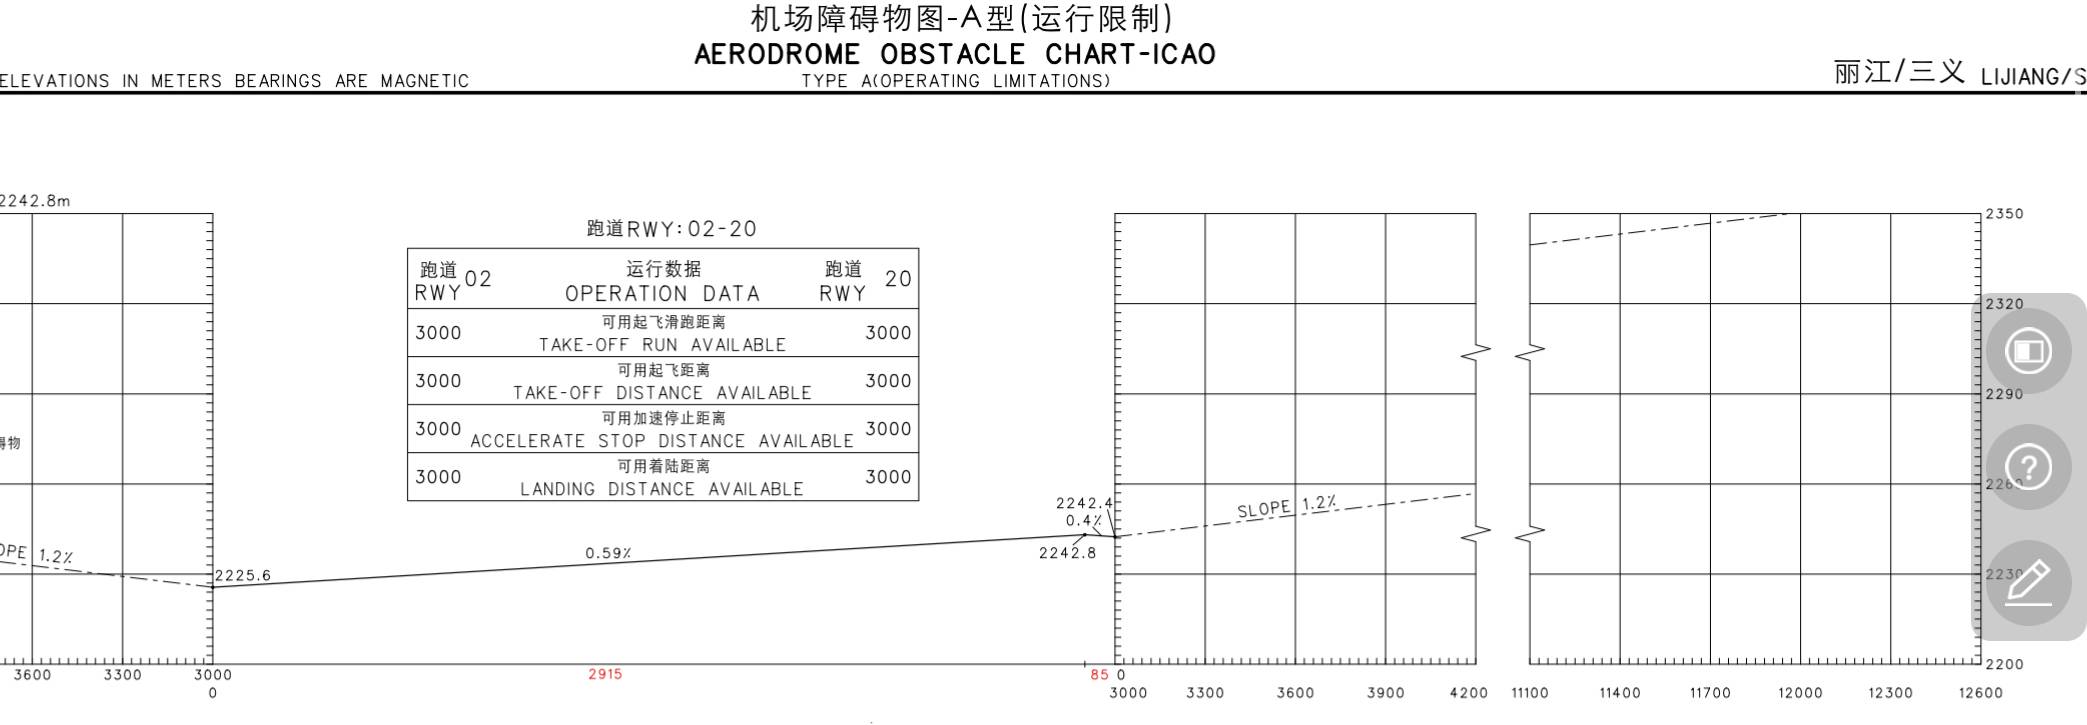 机场障碍物图-A型(运行限制)
AERODROME OBSTACLE CHART-ICAO
ELEVATIONS IN METERS BEARINGS ARE MAGNETIC
TYPE A(OPERATING LIMITATIONS)
丽江/三义 LIJIANG/S
2242.8m
跑道RWY:02-20
跑道 RWY 02
运行数据
OPERATION DATA
跑道 RWY 20
3000
可用起飞滑跑距离
TAKE-OFF RUN AVAILABLE
3000
3000
可用起飞距离
TAKE-OFF DISTANCE AVAILABLE
3000
3000
可用加速停止距离
ACCELERATE STOP DISTANCE AVAILABLE
3000
3000
可用着陆距离
LANDING DISTANCE AVAILABLE
3000
碍物
OPE 1.2%
2225.6
0.59%
2242.4
0.4%
2242.8
SLOPE 1.2%
2350
2320
2290
2260
2230
2200
3600 3300 3000
0
2915
85 0
3000 3300 3600 3900 4200 11100 11400 11700 12000 12300 12600